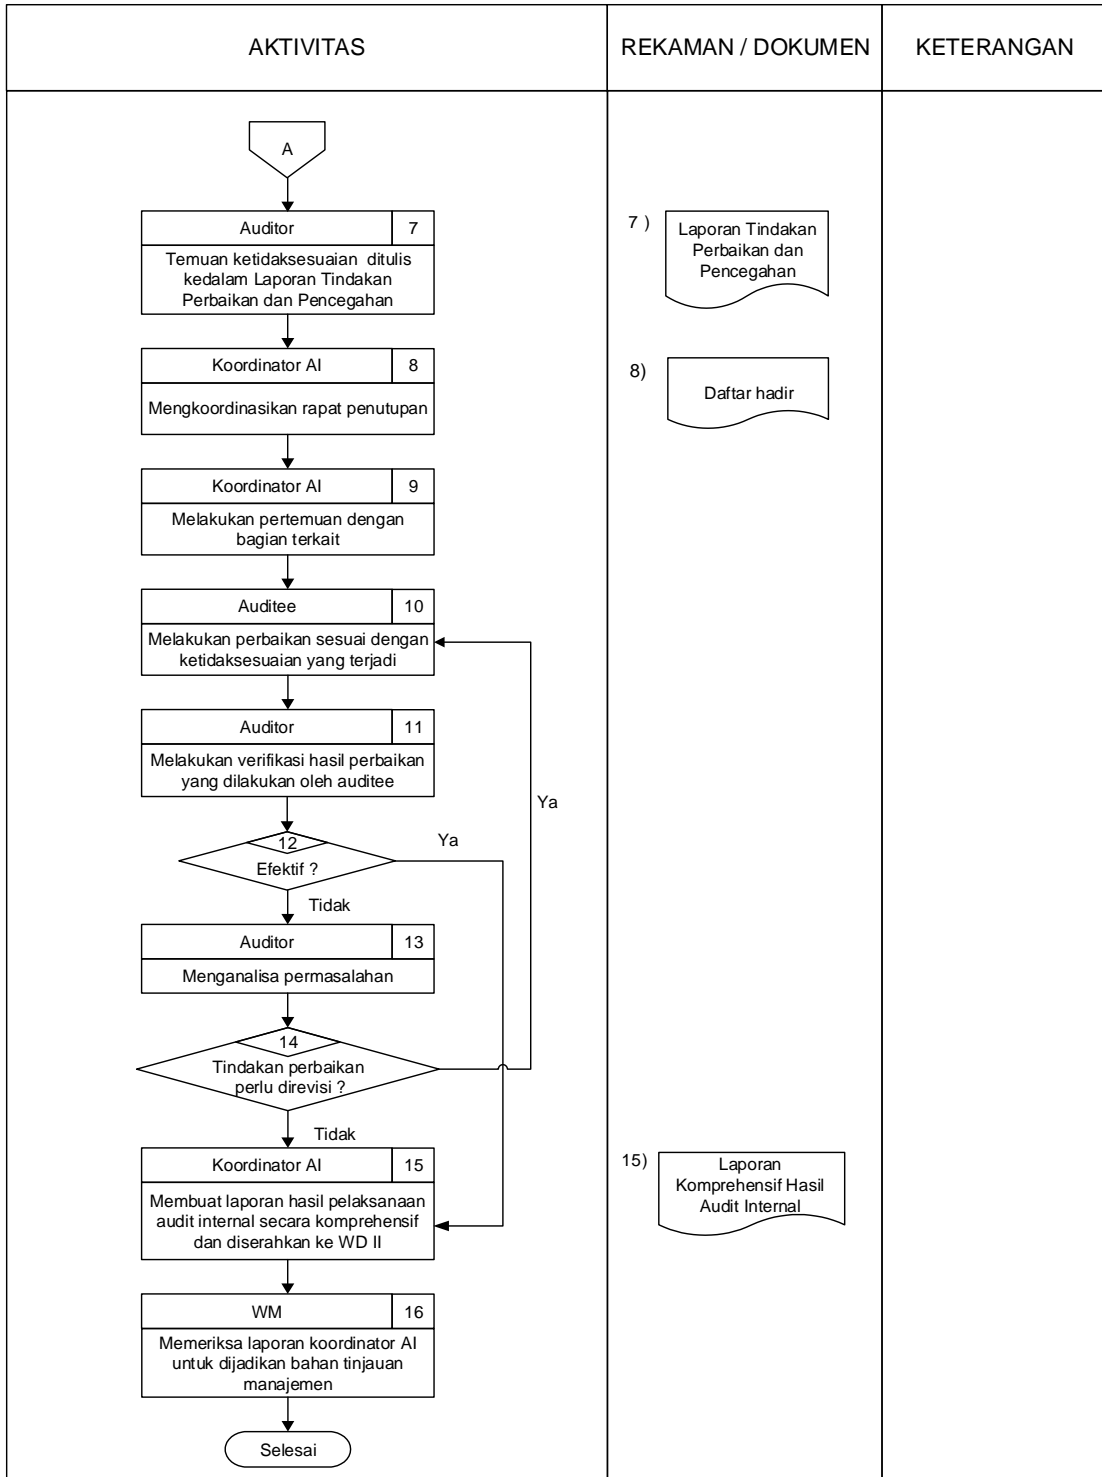 AKTIVITAS
REKAMAN / DOKUMEN
KETERANGAN
A
Auditor
7
Temuan ketidaksesuaian ditulis
kedalam Laporan Tindakan
Perbaikan dan Pencegahan
7 )
Laporan Tindakan
Perbaikan dan
Pencegahan
Koordinator AI
8
Mengkoordinasikan rapat penutupan
8)
Daftar hadir
Koordinator AI
9
Melakukan pertemuan dengan
bagian terkait
Auditee
10
Melakukan perbaikan sesuai dengan
ketidaksesuaian yang terjadi
Auditor
11
Melakukan verifikasi hasil perbaikan
yang dilakukan oleh auditee
Ya
12
Efektif ?
Ya
Tidak
Auditor
13
Menganalisa permasalahan
14
Tindakan perbaikan
perlu direvisi ?
Tidak
Koordinator AI
15
Membuat laporan hasil pelaksanaan
audit internal secara komprehensif
dan diserahkan ke WD II
15)
Laporan
Komprehensif Hasil
Audit Internal
WM
16
Memeriksa laporan koordinator AI
untuk dijadikan bahan tinjauan
manajemen
Selesai